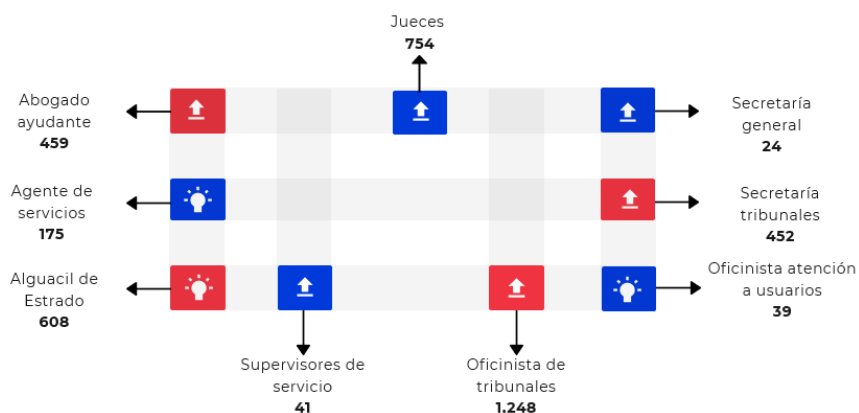 Jueces
754
Abogado
ayudante
459
Secretaría
general
24
Agente de
servicios
175
Secretaría
tribunales
452
Alguacil de
Estrado
608
Oficinista atención
a usuarios
39
Supervisores de
servicio
41
Oficinista de
tribunales
1,248